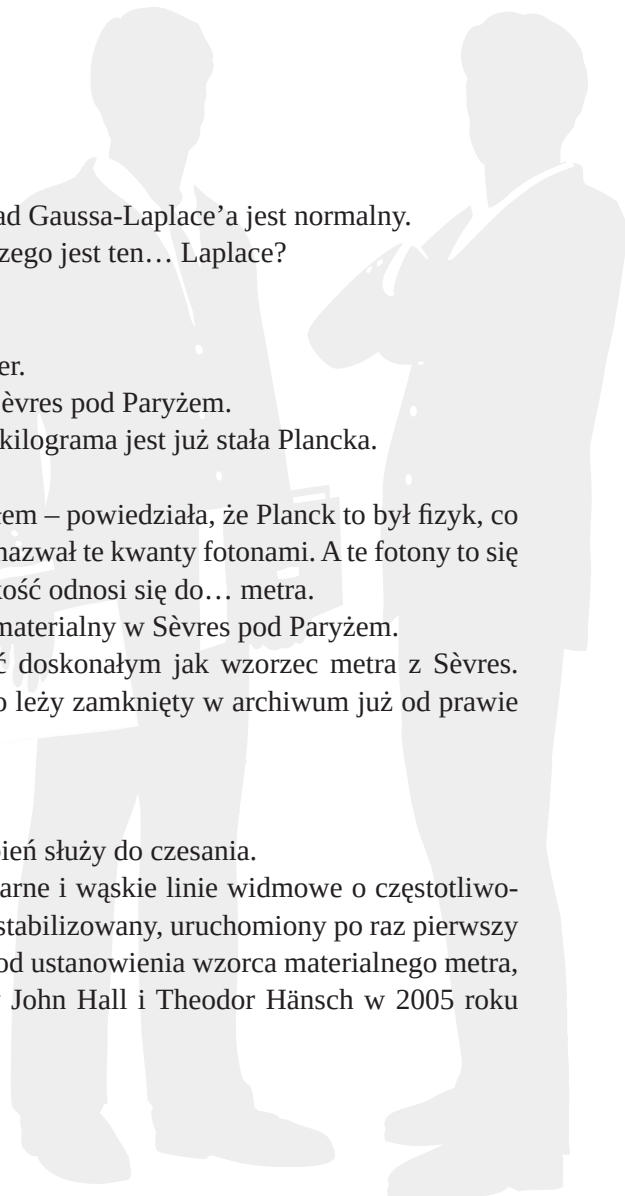 ad Gaussa-Laplace’a jest normalny.
zego jest ten… Laplace?
er.
èvres pod Paryżem.
kilograma jest już stała Plancka.
em – powiedziała, że Planck to był fizyk, co
nazwał te kwanty fotonami. A te fotony to się
kość odnosi się do… metra.
materialny w Sèvres pod Paryżem.
ć doskonałym jak wzorzec metra z Sèvres.
o leży zamknięty w archiwum już od prawie
pień służy do czesania.
arne i wąskie linie widmowe o częstotliwo-
stabilizowany, uruchomiony po raz pierwszy
od ustanowienia wzorca materialnego metra,
John Hall i Theodor Hänsch w 2005 roku